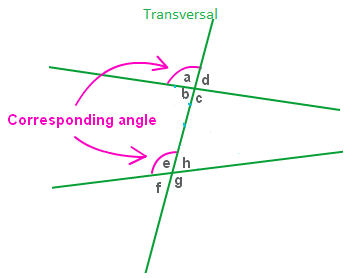 Transversal
a d
b c
Corresponding angle
e h
f g